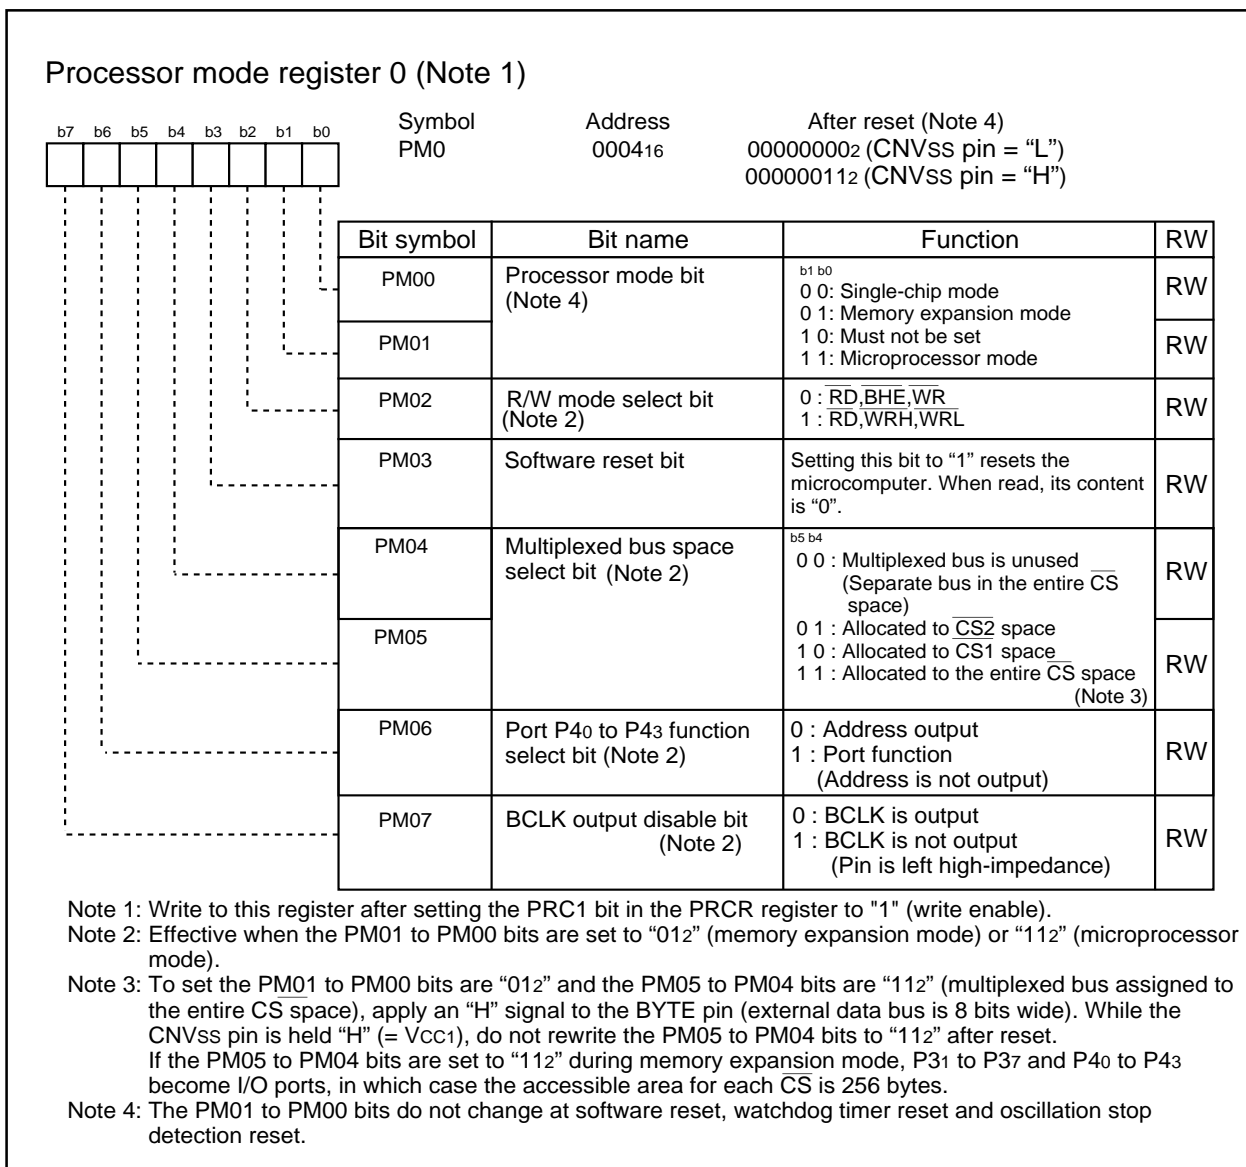 Processor mode register 0 (Note 1)
b7 b6 b5 b4 b3 b2 b1 b0
Symbol Address After reset (Note 4)
PM0 000416 000000002 (CNVSS pin = “L”)
000000112 (CNVSS pin = “H”)
Bit symbol Bit name Function RW
PM00 Processor mode bit
(Note 4)
b1 b0
0 0: Single-chip mode
0 1: Memory expansion mode
1 0: Must not be set
1 1: Microprocessor mode
RW
PM01 RW
PM02 R/W mode select bit
(Note 2)
0 : RD,BHE,WR
1 : RD,WRH,WRL
RW
PM03 Software reset bit
Setting this bit to “1” resets the
microcomputer. When read, its content
is “0”.
RW
PM04 Multiplexed bus space
select bit (Note 2)
b5 b4
0 0 : Multiplexed bus is unused
(Separate bus in the entire CS
space)
0 1 : Allocated to CS2 space
1 0 : Allocated to CS1 space
1 1 : Allocated to the entire CS space
(Note 3)
RW
PM05 RW
PM06 Port P40 to P43 function
select bit (Note 2)
0 : Address output
1 : Port function
(Address is not output)
RW
PM07 BCLK output disable bit
(Note 2)
0 : BCLK is output
1 : BCLK is not output
(Pin is left high-impedance)
RW
Note 1: Write to this register after setting the PRC1 bit in the PRCR register to "1" (write enable).
Note 2: Effective when the PM01 to PM00 bits are set to “012” (memory expansion mode) or “112” (microprocessor
mode).
Note 3: To set the PM01 to PM00 bits are “012” and the PM05 to PM04 bits are “112” (multiplexed bus assigned to
the entire CS space), apply an “H” signal to the BYTE pin (external data bus is 8 bits wide). While the
CNVSS pin is held “H” (= VCC1), do not rewrite the PM05 to PM04 bits to “112” after reset.
If the PM05 to PM04 bits are set to “112” during memory expansion mode, P31 to P37 and P40 to P43
become I/O ports, in which case the accessible area for each CS is 256 bytes.
Note 4: The PM01 to PM00 bits do not change at software reset, watchdog timer reset and oscillation stop
detection reset.